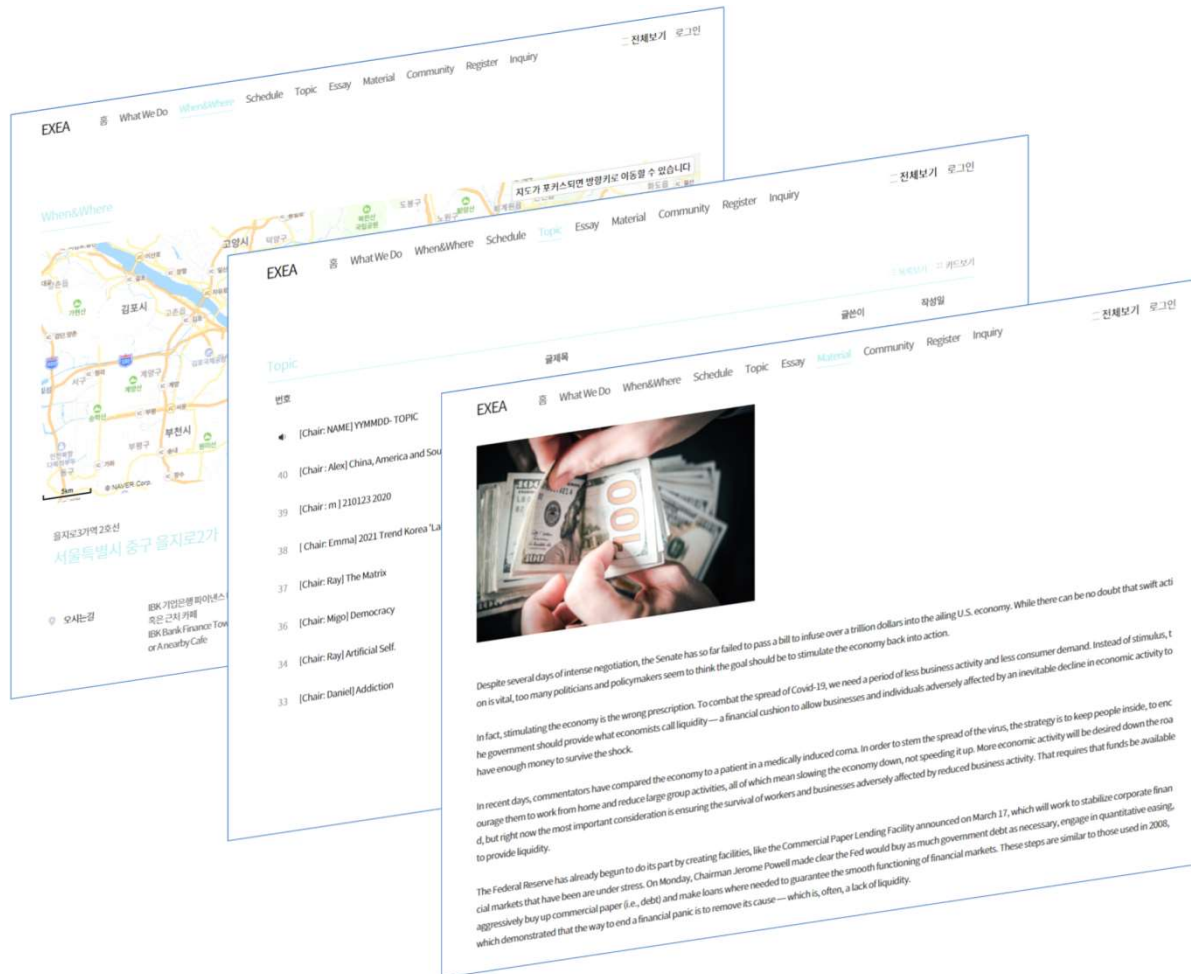 EXEA 홈 What We Do When&Where Schedule Topic Essay Material Community Register Inquiry 전체보기 로그인
When&Where
지도가 포커스되면 방향키로 이동할 수 있습니다
고양시 덕양구 도봉구 노원구
김포시 고촌읍
서구 계양구
계양산
부평구 부천시
3km © NAVER Corp.
을지로3가역 2호선
서울특별시 중구 을지로2가
오시는길
IBK 기업은행 파이낸스
혹은 근처 카페
IBK Bank Finance Tow
or A nearby Cafe
EXEA 홈 What We Do When&Where Schedule Topic Essay Material Community Register Inquiry 전체보기 로그인
목록보기 카드보기
Topic
번호 글제목 글쓴이 작성일
[Chair: NAME] YYMMDD- TOPIC
40 [Chair : Alex] China, America and Sou
39 [Chair : m ] 210123 2020
38 [ Chair: Emma] 2021 Trend Korea 'La
37 [Chair: Ray] The Matrix
36 [Chair: Migo] Democracy
34 [Chair: Ray] Artificial Self.
33 [Chair: Daniel] Addiction
EXEA 홈 What We Do When&Where Schedule Topic Essay Material Community Register Inquiry 전체보기 로그인
100
Despite several days of intense negotiation, the Senate has so far failed to pass a bill to infuse over a trillion dollars into the ailing U.S. economy. While there can be no doubt that swift acti
on is vital, too many politicians and policymakers seem to think the goal should be to stimulate the economy back into action.
In fact, stimulating the economy is the wrong prescription. To combat the spread of Covid-19, we need a period of less business activity and less consumer demand. Instead of stimulus, t
he government should provide what economists call liquidity — a financial cushion to allow businesses and individuals adversely affected by an inevitable decline in economic activity to
have enough money to survive the shock.
In recent days, commentators have compared the economy to a patient in a medically induced coma. In order to stem the spread of the virus, the strategy is to keep people inside, to enc
ourage them to work from home and reduce large group activities, all of which mean slowing the economy down, not speeding it up. More economic activity will be desired down the roa
d, but right now the most important consideration is ensuring the survival of workers and businesses adversely affected by reduced business activity. That requires that funds be available
to provide liquidity.
The Federal Reserve has already begun to do its part by creating facilities, like the Commercial Paper Lending Facility announced on March 17, which will work to stabilize corporate finan
cial markets that have been are under stress. On Monday, Chairman Jerome Powell made clear the Fed would buy as much government debt as necessary, engage in quantitative easing,
aggressively buy up commercial paper (i.e., debt) and make loans where needed to guarantee the smooth functioning of financial markets. These steps are similar to those used in 2008,
which demonstrated that the way to end a financial panic is to remove its cause — which is, often, a lack of liquidity.